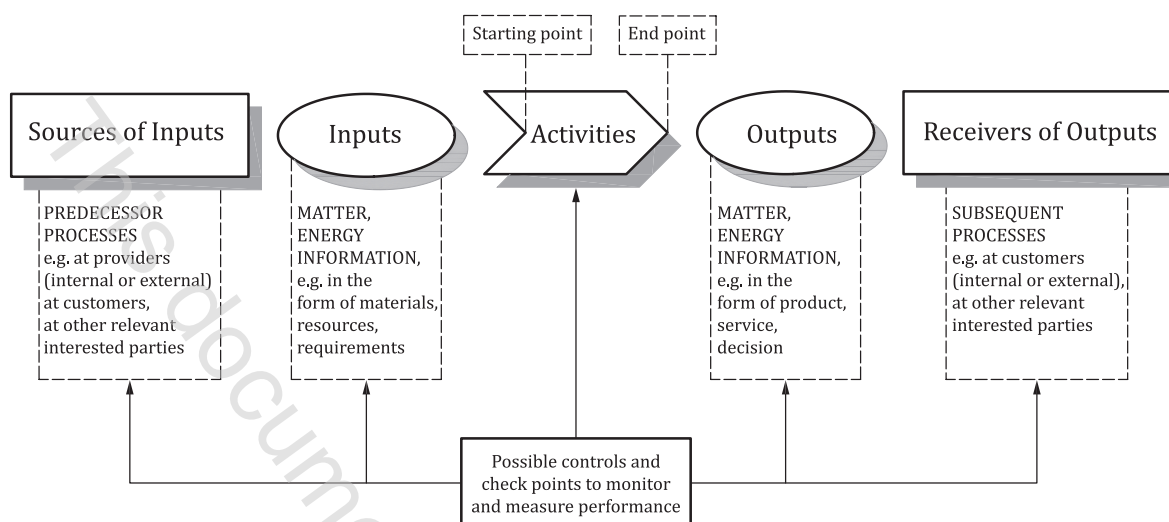 Starting point
End point
Sources of Inputs
Inputs
Activities
Outputs
Receivers of Outputs
PREDECESSOR
PROCESSES
e.g. at providers
(internal or external)
at customers,
at other relevant
interested parties
MATTER,
ENERGY
INFORMATION,
e.g. in the
form of materials,
resources,
requirements
MATTER,
ENERGY
INFORMATION,
e.g. in the
form of product,
service,
decision
SUBSEQUENT
PROCESSES
e.g. at customers
(internal or external),
at other relevant
interested parties
Possible controls and
check points to monitor
and measure performance
This docume